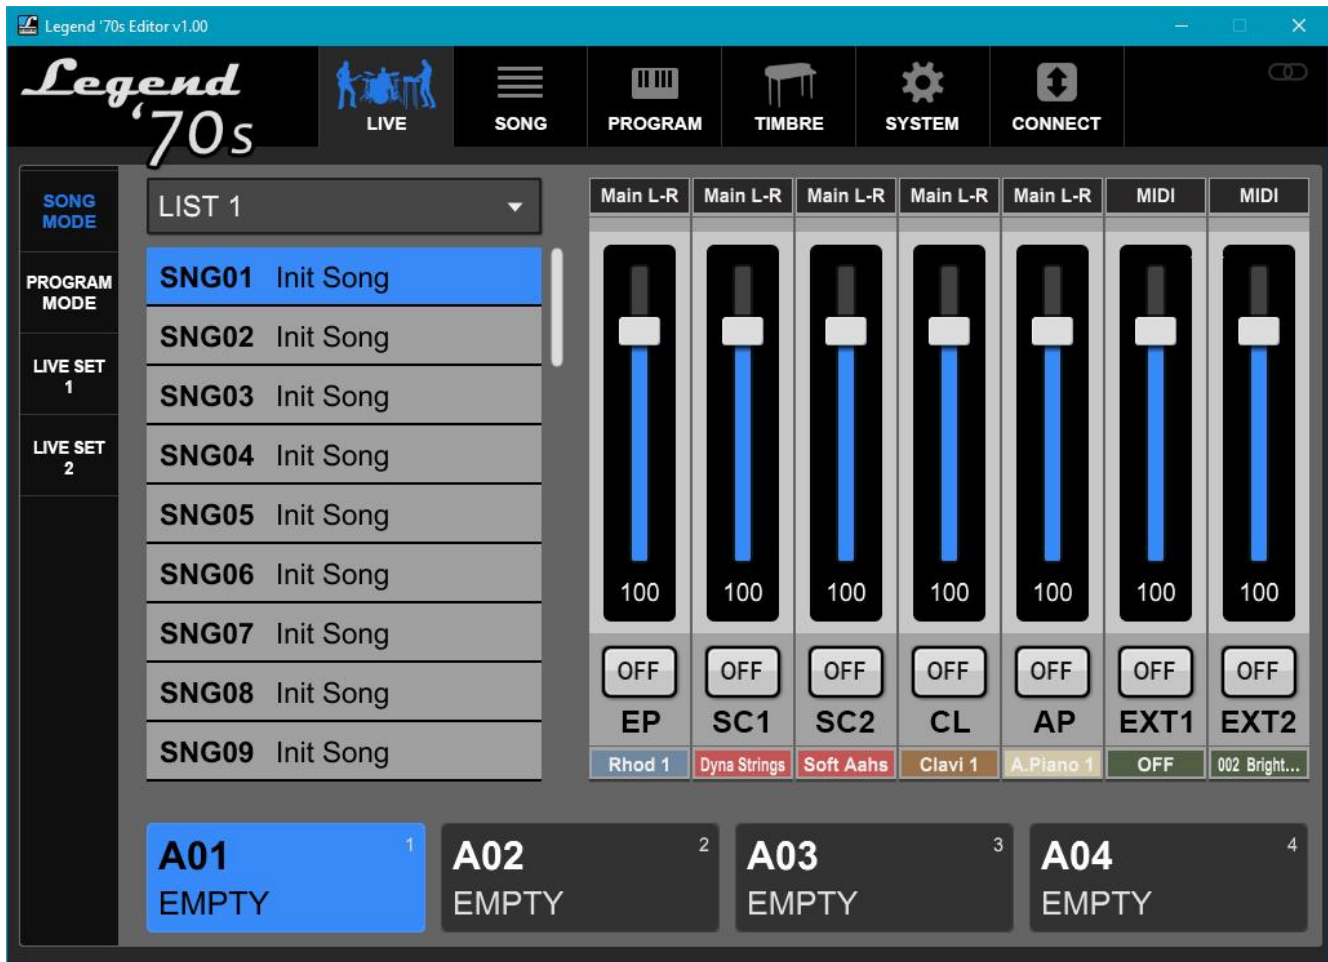 Legend '70s Editor v1.00
Legend
'70s
LIVE
SONG
PROGRAM
TIMBRE
SYSTEM
CONNECT
SONG
MODE
PROGRAM
MODE
LIVE SET
1
LIVE SET
2
LIST 1
SNG01 Init Song
SNG02 Init Song
SNG03 Init Song
SNG04 Init Song
SNG05 Init Song
SNG06 Init Song
SNG07 Init Song
SNG08 Init Song
SNG09 Init Song
Main L-R Main L-R Main L-R Main L-R Main L-R MIDI MIDI
100 100 100 100 100 100 100
OFF OFF OFF OFF OFF OFF OFF
EP SC1 SC2 CL AP EXT1 EXT2
Rhod 1 Dyna Strings Soft Aahs Clavi 1 A.Piano 1 OFF 002 Bright...
A01 1
EMPTY
A02 2
EMPTY
A03 3
EMPTY
A04 4
EMPTY